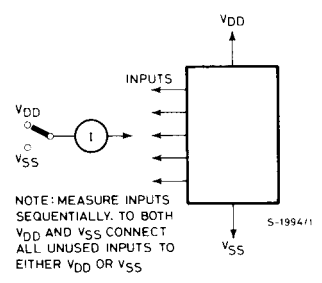 VDD
INPUTS
VDD
I
VSS
NOTE: MEASURE INPUTS
SEQUENTIALLY. TO BOTH
VDD AND VSS CONNECT
ALL UNUSED INPUTS TO
EITHER VDD OR VSS
S-1994/1
VSS